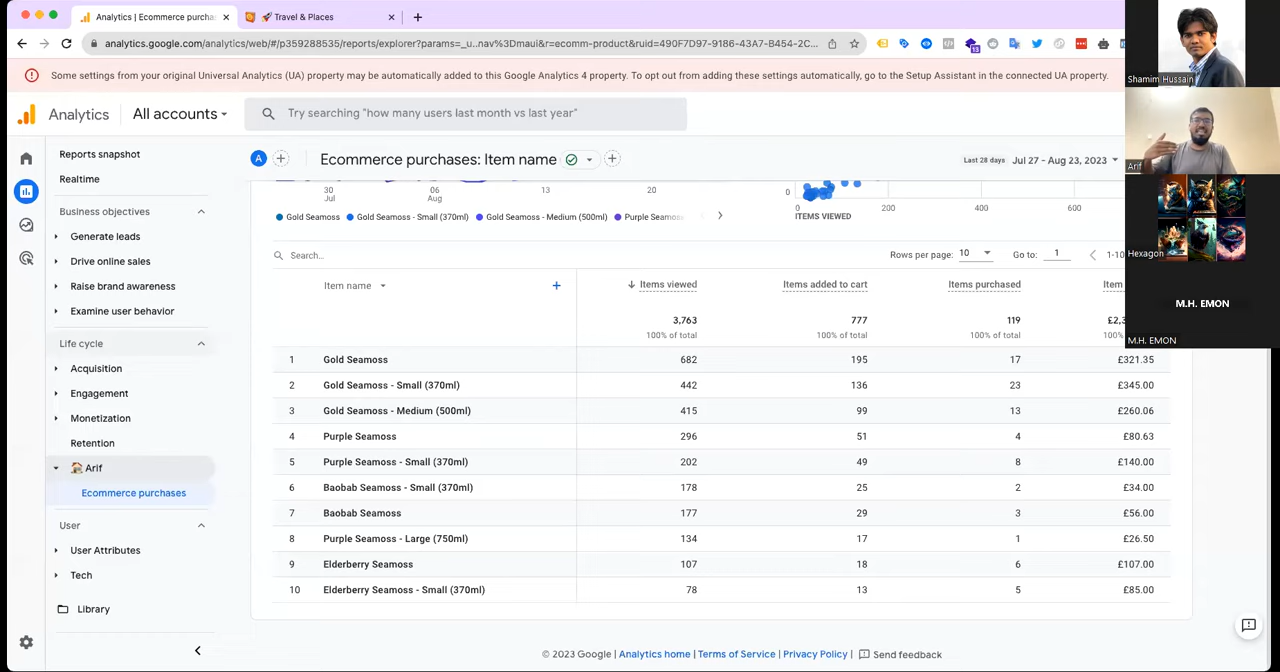 Analytics | Ecommerce purchas
🚀 Travel & Places
analytics.google.com/analytics/web/#/p359288535/reports/explorer?params=_u..nav%3Dmaui&r=ecomm-product&ruid=490F7D97-9186-43A7-B454-2C...
13
Some settings from your original Universal Analytics (UA) property may be automatically added to this Google Analytics 4 property. To opt out from adding these settings automatically, go to the Setup Assistant in the connected UA property.
Analytics
All accounts
Try searching "how many users last month vs last year"
Reports snapshot
Realtime
Business objectives
Generate leads
Drive online sales
Raise brand awareness
Examine user behavior
Life cycle
Acquisition
Engagement
Monetization
Retention
🏠 Arif
Ecommerce purchases
User
User Attributes
Tech
Library
A
Ecommerce purchases: Item name
Last 28 days Jul 27 - Aug 23, 2023
30 06 13 20
Jul Aug
0
0 200 400 600
ITEMS VIEWED
Gold Seamoss Gold Seamoss - Small (370ml) Gold Seamoss - Medium (500ml) Purple Seamoss
Search...
Rows per page: 10 Go to: 1 1-10
Item name Items viewed Items added to cart Items purchased Item
3,763 777 119 £2,3
100% of total 100% of total 100% of total 100%
1 Gold Seamoss 682 195 17 £321.35
2 Gold Seamoss - Small (370ml) 442 136 23 £345.00
3 Gold Seamoss - Medium (500ml) 415 99 13 £260.06
4 Purple Seamoss 296 51 4 £80.63
5 Purple Seamoss - Small (370ml) 202 49 8 £140.00
6 Baobab Seamoss - Small (370ml) 178 25 2 £34.00
7 Baobab Seamoss 177 29 3 £56.00
8 Purple Seamoss - Large (750ml) 134 17 1 £26.50
9 Elderberry Seamoss 107 18 6 £107.00
10 Elderberry Seamoss - Small (370ml) 78 13 5 £85.00
© 2023 Google | Analytics home | Terms of Service | Privacy Policy | Send feedback
Shamim Hussain
Arif
Hexagon
M.H. EMON
M.H. EMON